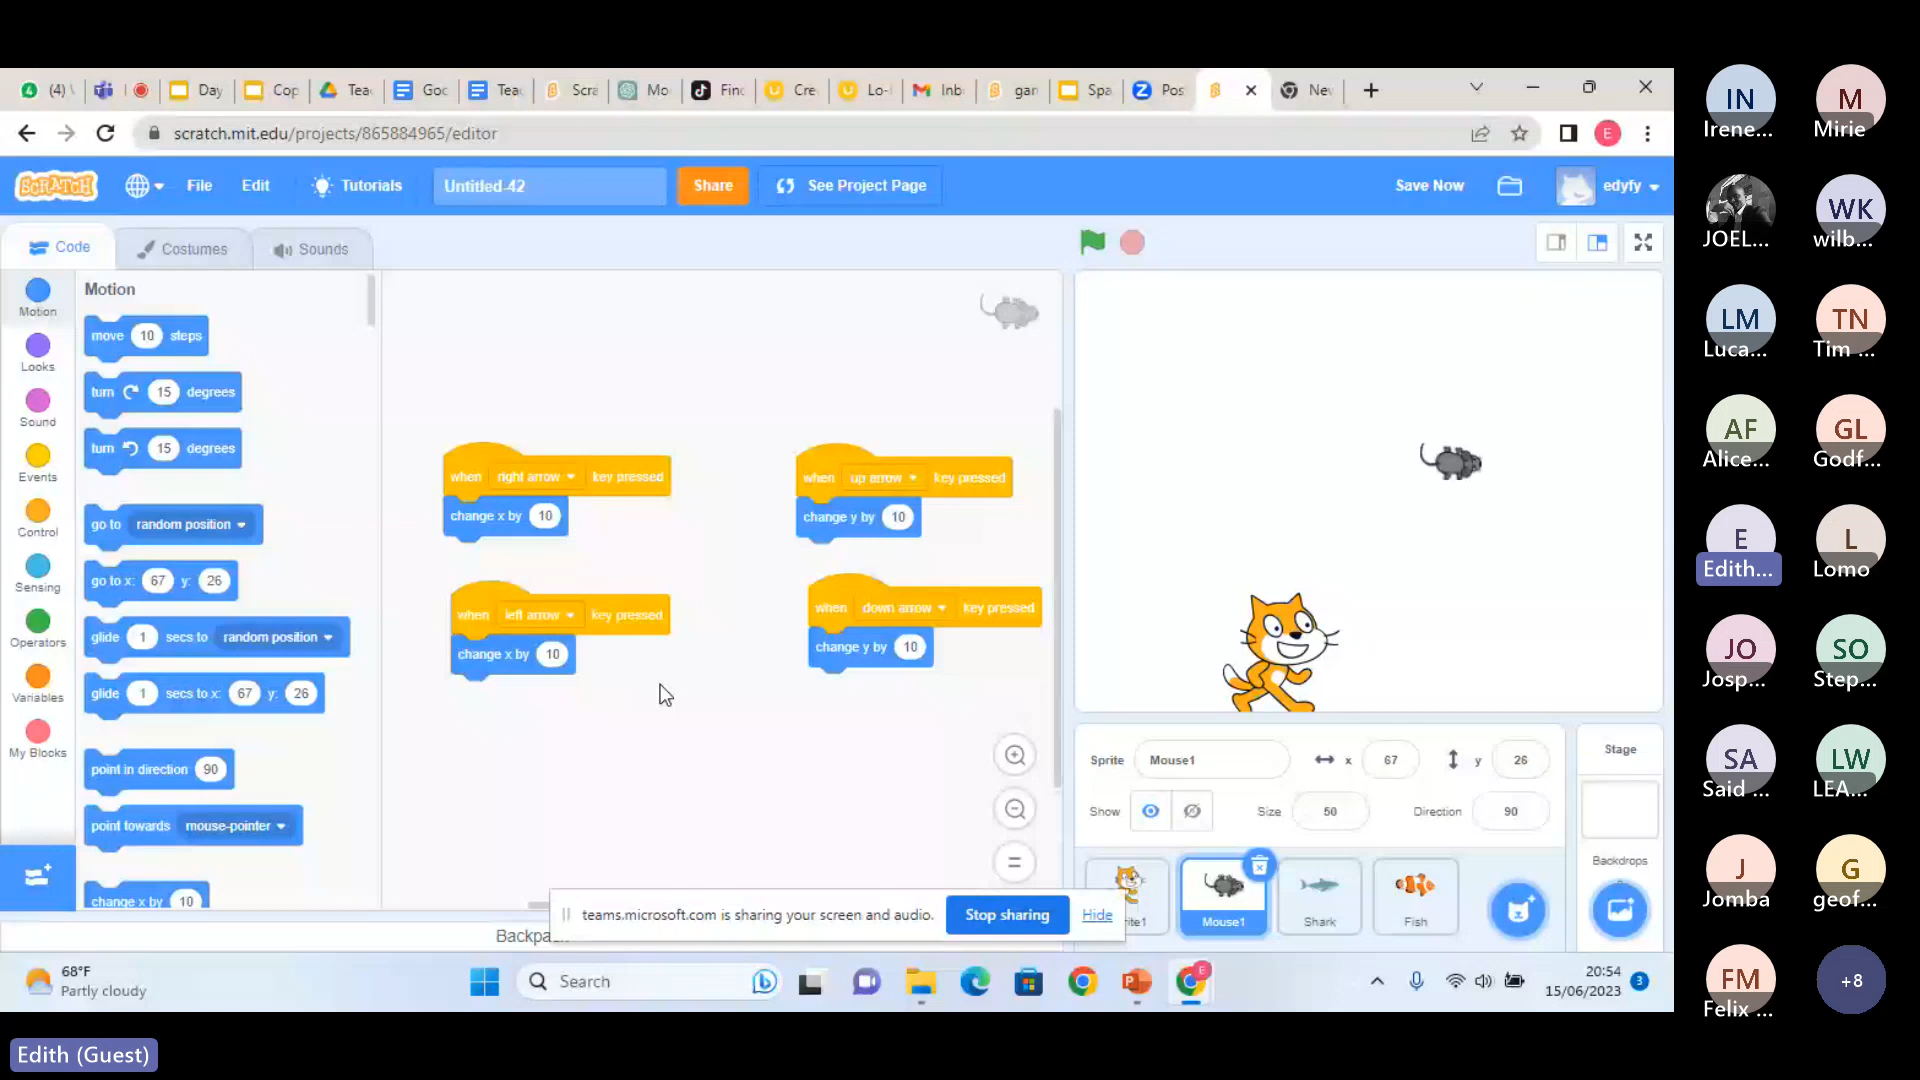 (4) \ Day Cop Tea Goc Tea Scra Mo Finc Cre Lo- Inb gan Spa Pos Nev
scratch.mit.edu/projects/865884965/editor
E
SCRATCH File Edit Tutorials Untitled-42 Share See Project Page Save Now edyfy
Code Costumes Sounds
Motion
Looks
Sound
Events
Control
Sensing
Operators
Variables
My Blocks
Motion
move 10 steps
turn 15 degrees
turn 15 degrees
go to random position
go to x: 67 y: 26
glide 1 secs to random position
glide 1 secs to x: 67 y: 26
point in direction 90
point towards mouse-pointer
change x by 10
when right arrow key pressed
change x by 10
when left arrow key pressed
change x by 10
when up arrow key pressed
change y by 10
when down arrow key pressed
change y by 10
Sprite Mouse1 x 67 y 26
Show Size 50 Direction 90
rite1 Mouse1 Shark Fish
Stage
Backdrops
teams.microsoft.com is sharing your screen and audio. Stop sharing Hide
Backpa
68°F
Partly cloudy
Search
E
20:54
15/06/2023
3
IN
Irene...
M
Mirie
JOEL...
WK
wilb...
LM
Luca...
TN
Tim ...
AF
Alice...
GL
Godf...
E
Edith...
L
Lomo
JO
Josp...
SO
Step...
SA
Said ...
LW
LEA...
J
Jomba
G
geof...
FM
Felix ...
+8
Edith (Guest)